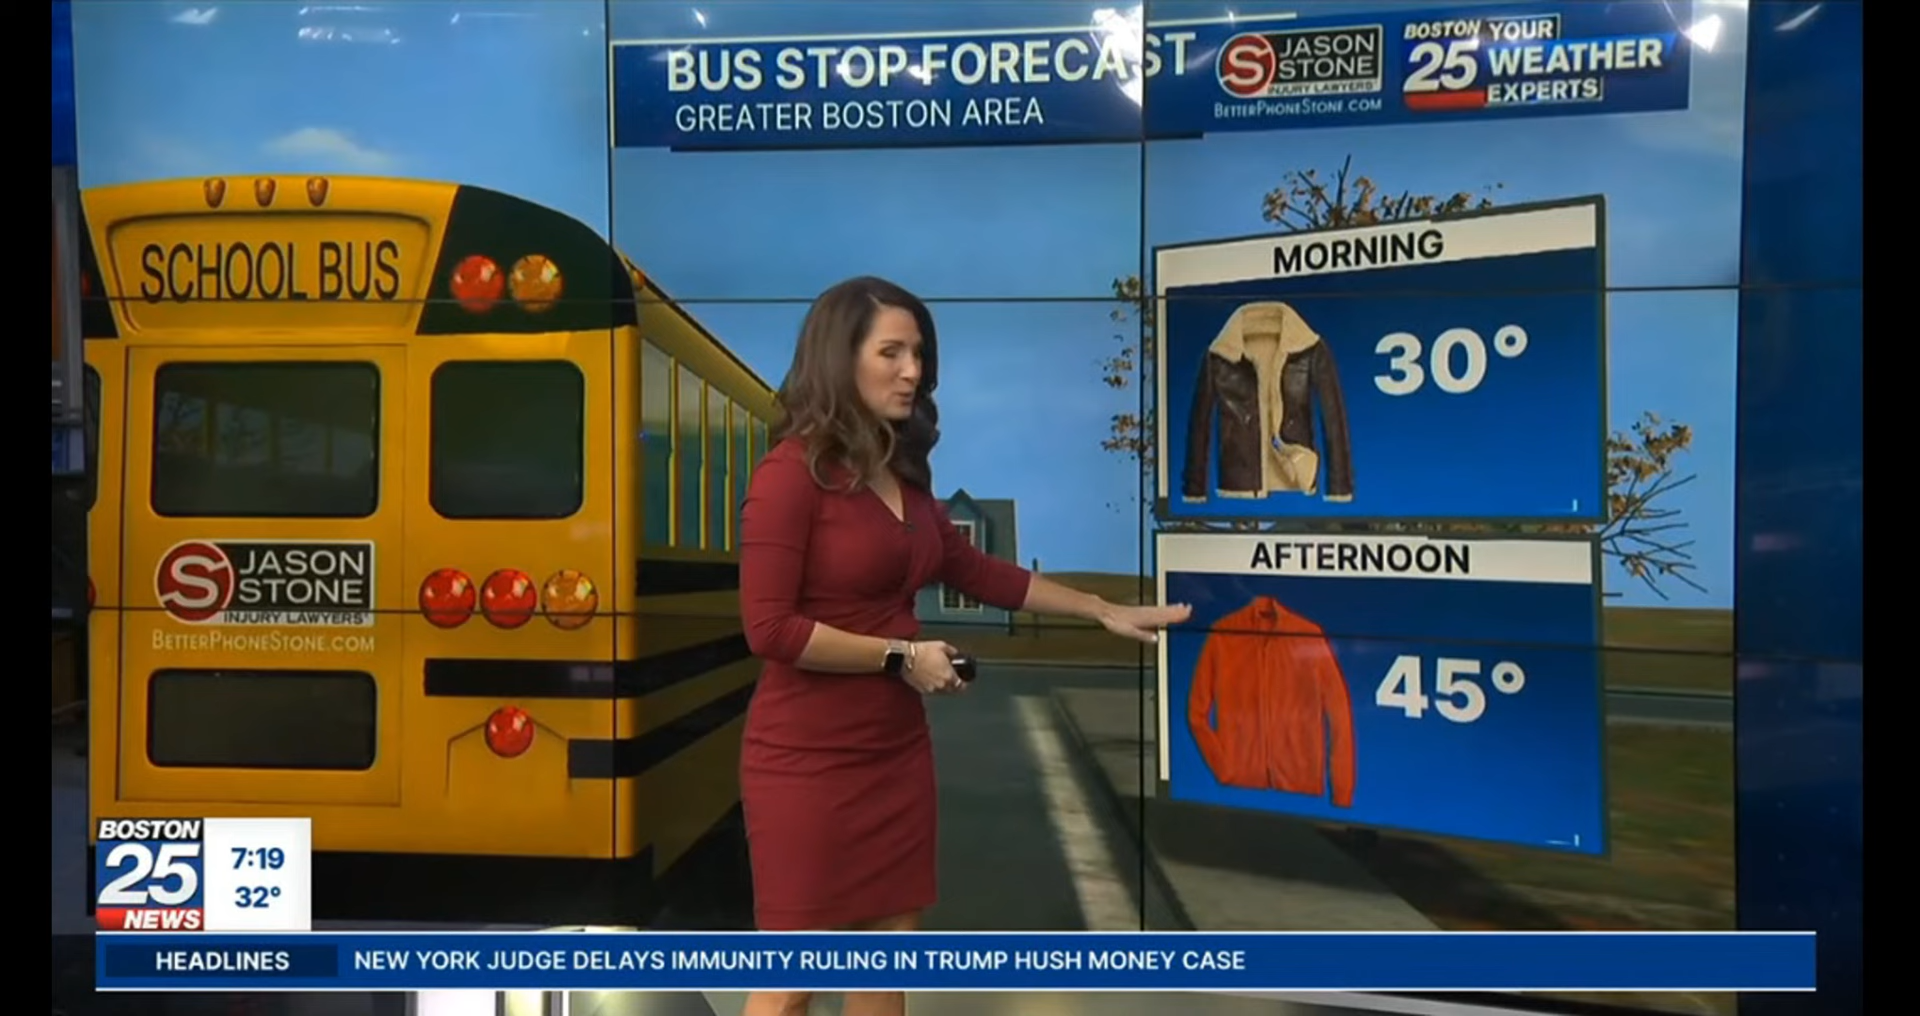 BUS STOP FORECAST
GREATER BOSTON AREA
S JASON
STONE
INJURY LAWYERS
BETTERPHONESTONE.COM
BOSTON
25
YOUR
WEATHER
EXPERTS
SCHOOL BUS
S JASON
STONE
INJURY LAWYERS
BETTERPHONESTONE.COM
MORNING
30°
AFTERNOON
45°
BOSTON
25
NEWS
7:19
32°
HEADLINES NEW YORK JUDGE DELAYS IMMUNITY RULING IN TRUMP HUSH MONEY CASE